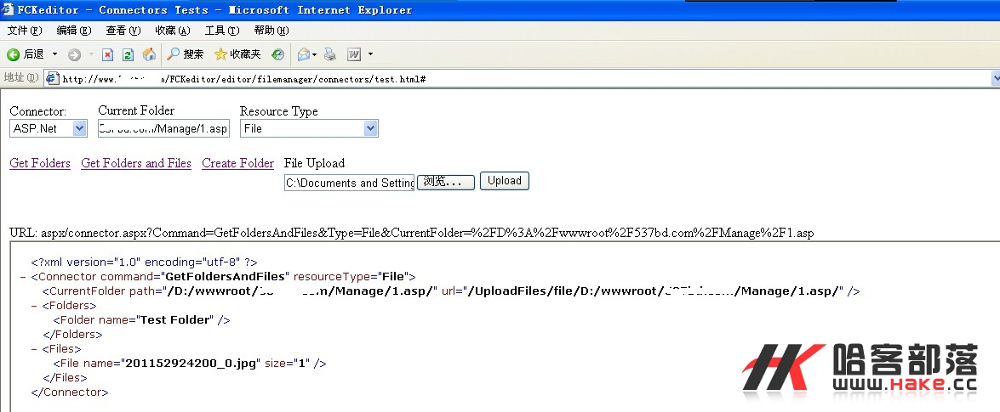 FCKeditor - Connectors Tests - Microsoft Internet Explorer
文件(F) 编辑(E) 查看(V) 收藏(A) 工具(T) 帮助(H)
后退 搜索 收藏夹
地址(D) http://www. n/FCKeditor/editor/filemanager/connectors/test.html#
Connector: Current Folder Resource Type
ASP.Net .com/Manage/1.asp File
Get Folders Get Folders and Files Create Folder File Upload
C:\Documents and Setting 浏览... Upload
URL: aspx/connector.aspx?Command=GetFoldersAndFiles&Type=File&CurrentFolder=%2FD%3A%2Fwwwroot%2F537bd.com%2FManage%2F1.asp
<?xml version="1.0" encoding="utf-8" ?>
- <Connector command="GetFoldersAndFiles" resourceType="File">
<CurrentFolder path="/D:/wwwroot/ com/Manage/1.asp/" url="/UploadFiles/file/D:/wwwroot/ /Manage/1.asp/" />
- <Folders>
<Folder name="Test Folder" />
</Folders>
- <Files>
<File name="201152924200_0.jpg" size="1" />
</Files>
</Connector>
HK 哈客部落
www.HAKE.cc